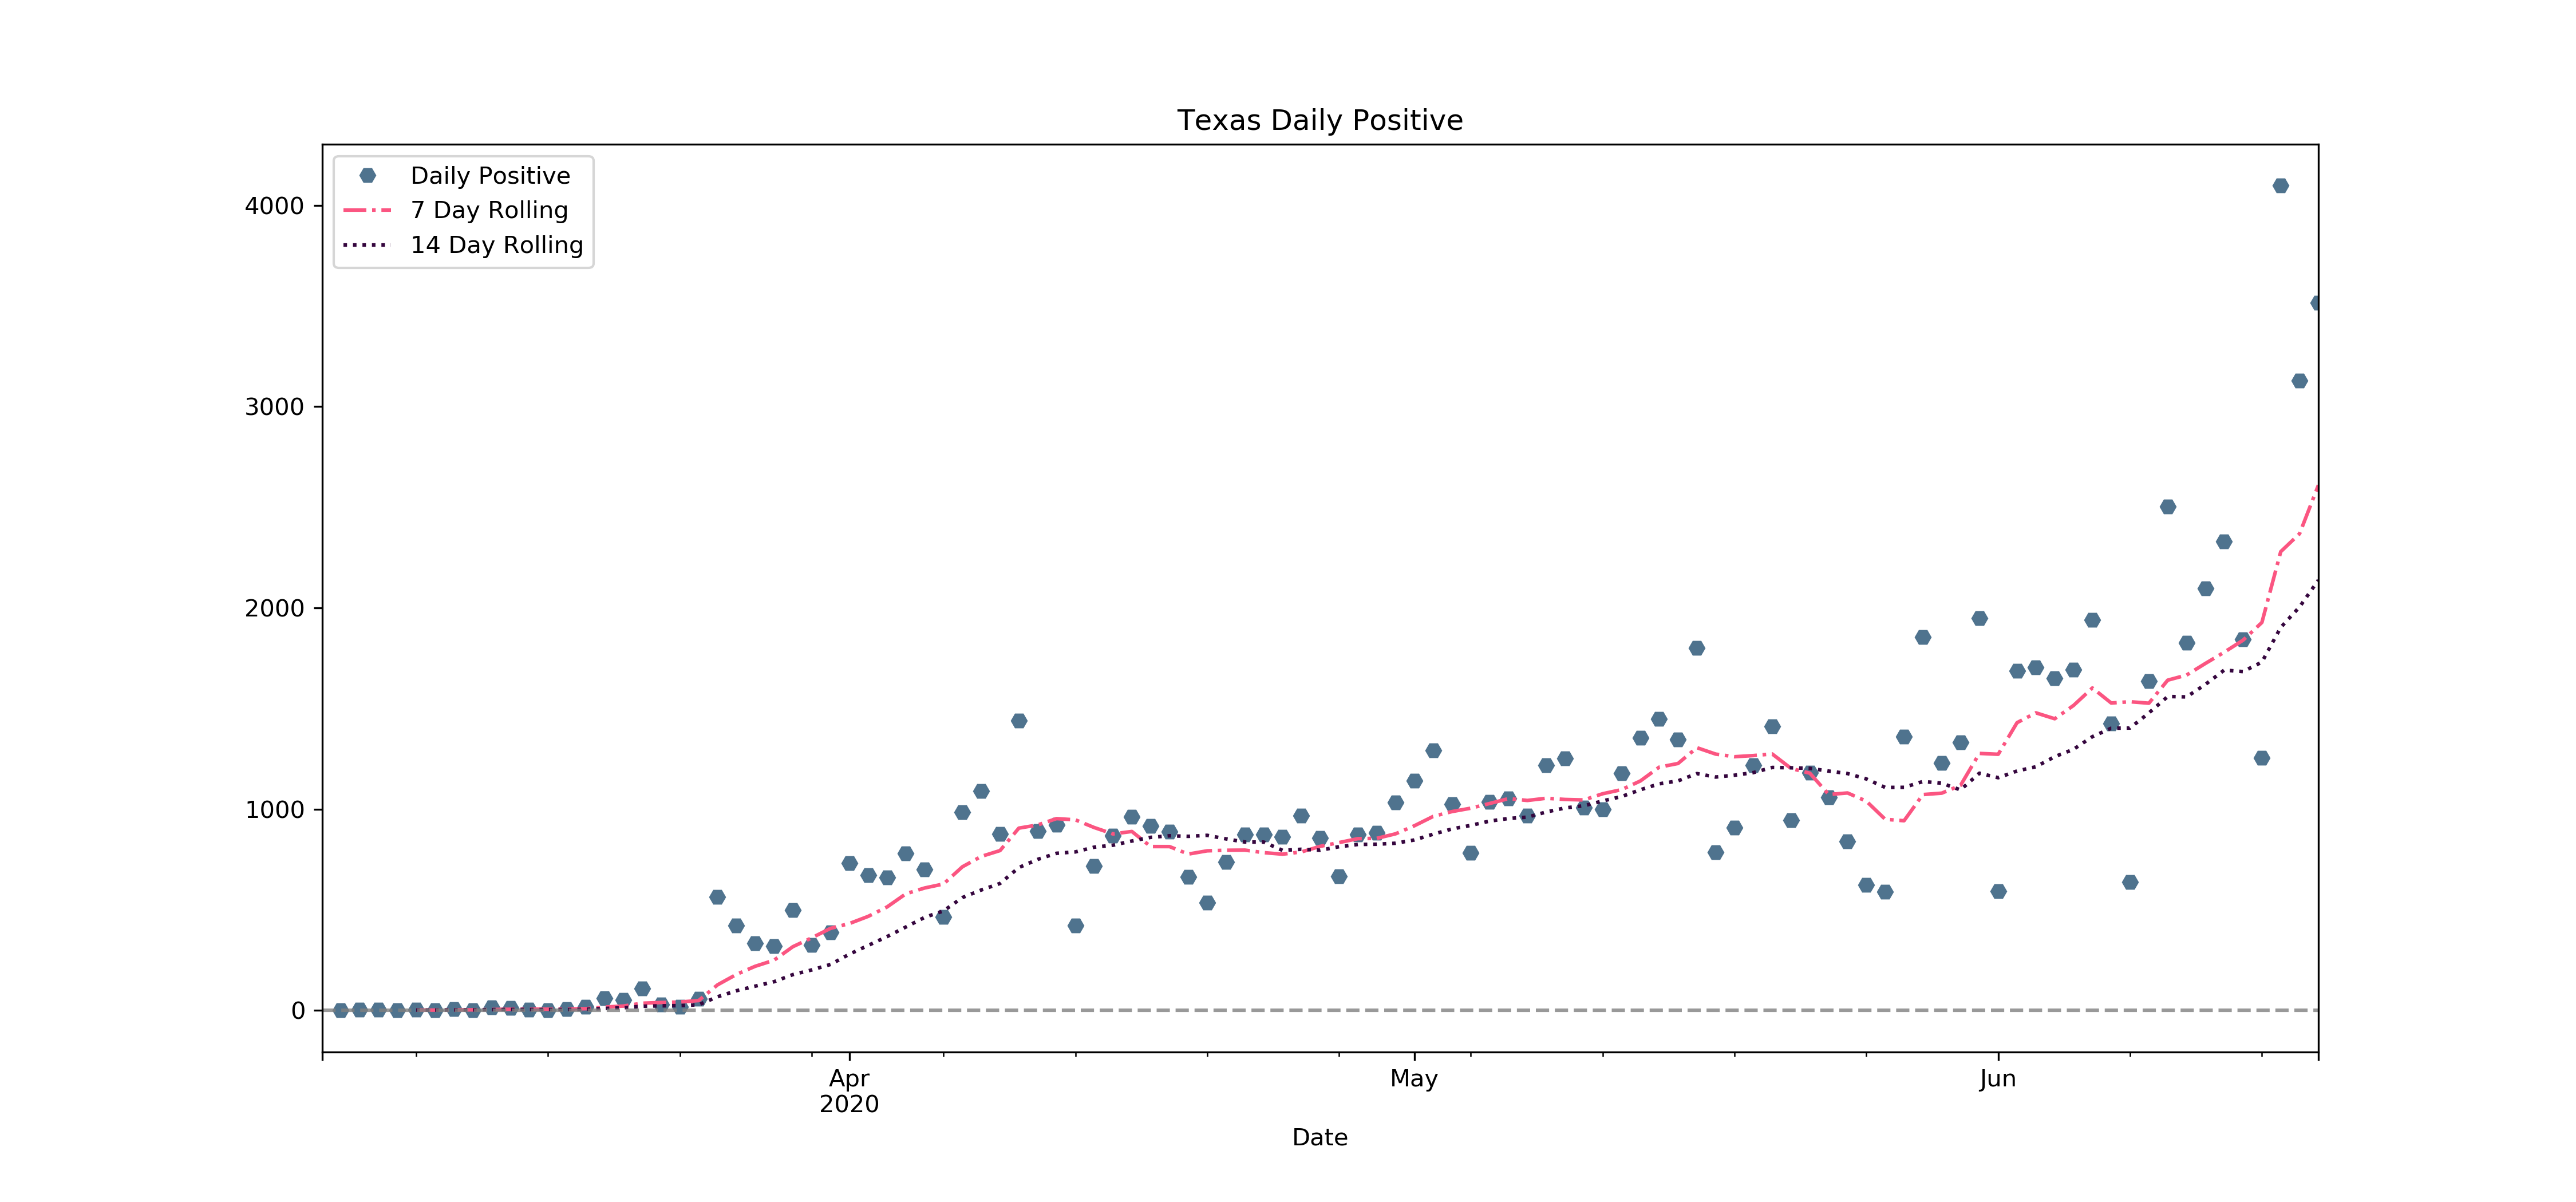 Texas Daily Positive
Daily Positive
7 Day Rolling
14 Day Rolling
4000
3000
2000
1000
0
Apr
2020
May
Jun
Date